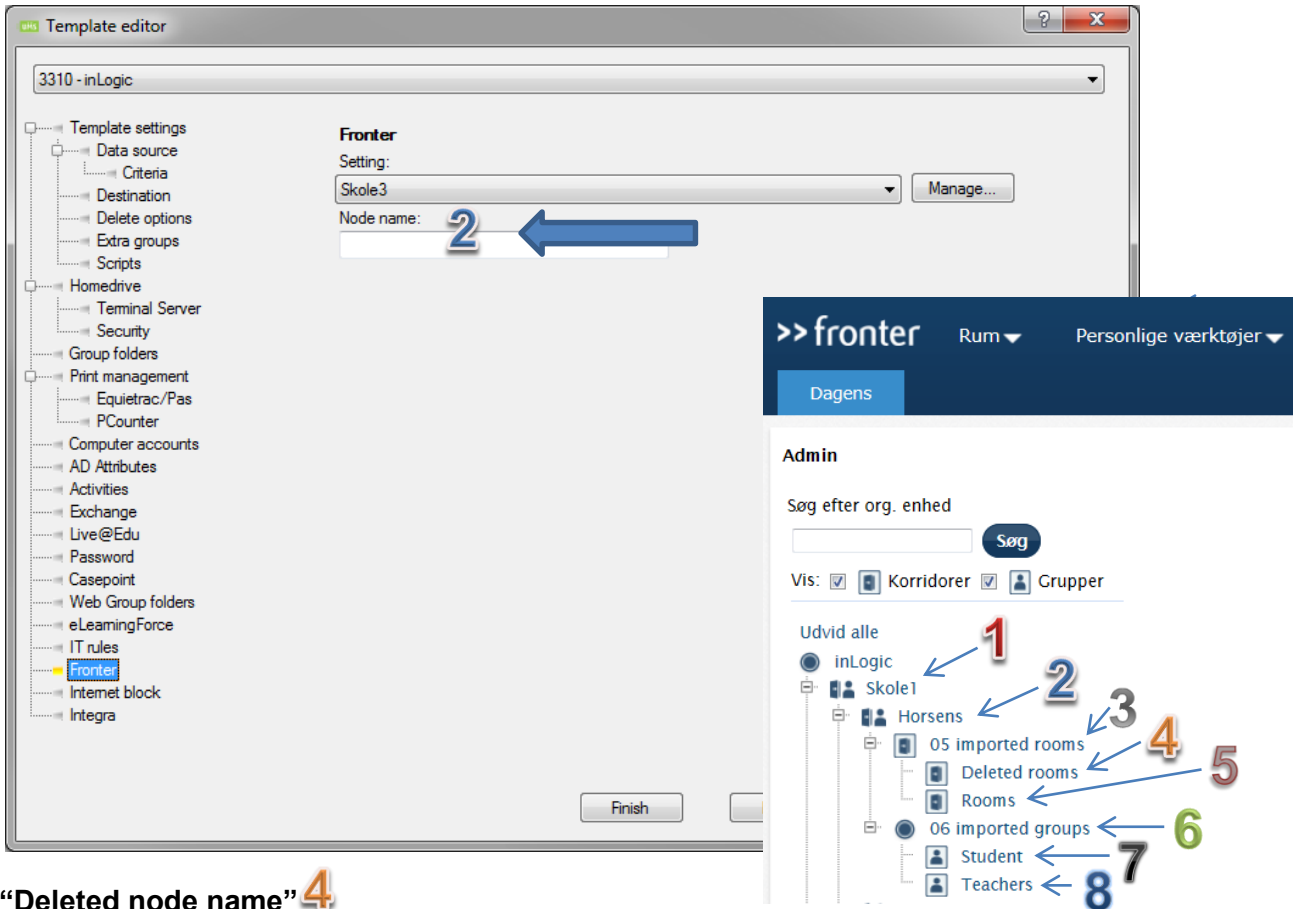 UMS Template editor
3310 - inLogic
Template settings
Data source
Criteria
Destination
Delete options
Extra groups
Scripts
Homedrive
Terminal Server
Security
Group folders
Print management
Equietrac/Pas
PCounter
Computer accounts
AD Attributes
Activities
Exchange
Live@Edu
Password
Casepoint
Web Group folders
eLearningForce
IT rules
Fronter
Internet block
Integra
Fronter
Setting:
Skole3 Manage...
Node name: 2
Finish
>> fronter Rum Personlige værktøjer
Dagens
Admin
Søg efter org. enhed
Søg
Vis: Korridorer Grupper
Udvid alle 1
inLogic
Skole1 2
Horsens 3
05 imported rooms 4
Deleted rooms 5
Rooms
06 imported groups 6
Student 7
Teachers 8
“Deleted node name” 4